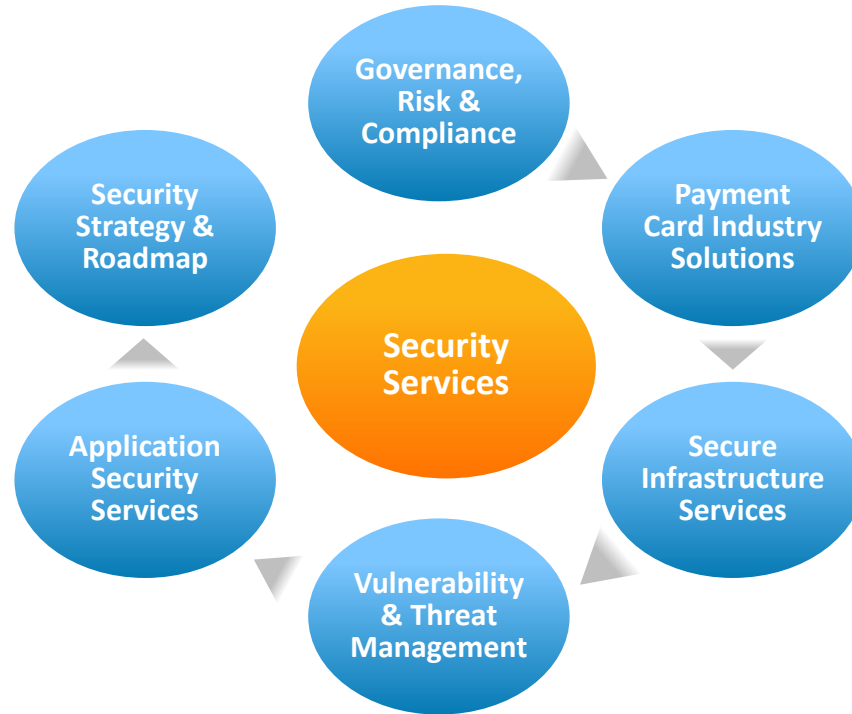 Governance,
Risk &
Compliance
Payment
Card Industry
Solutions
Secure
Infrastructure
Services
Vulnerability
& Threat
Management
Application
Security
Services
Security
Strategy &
Roadmap
Security
Services